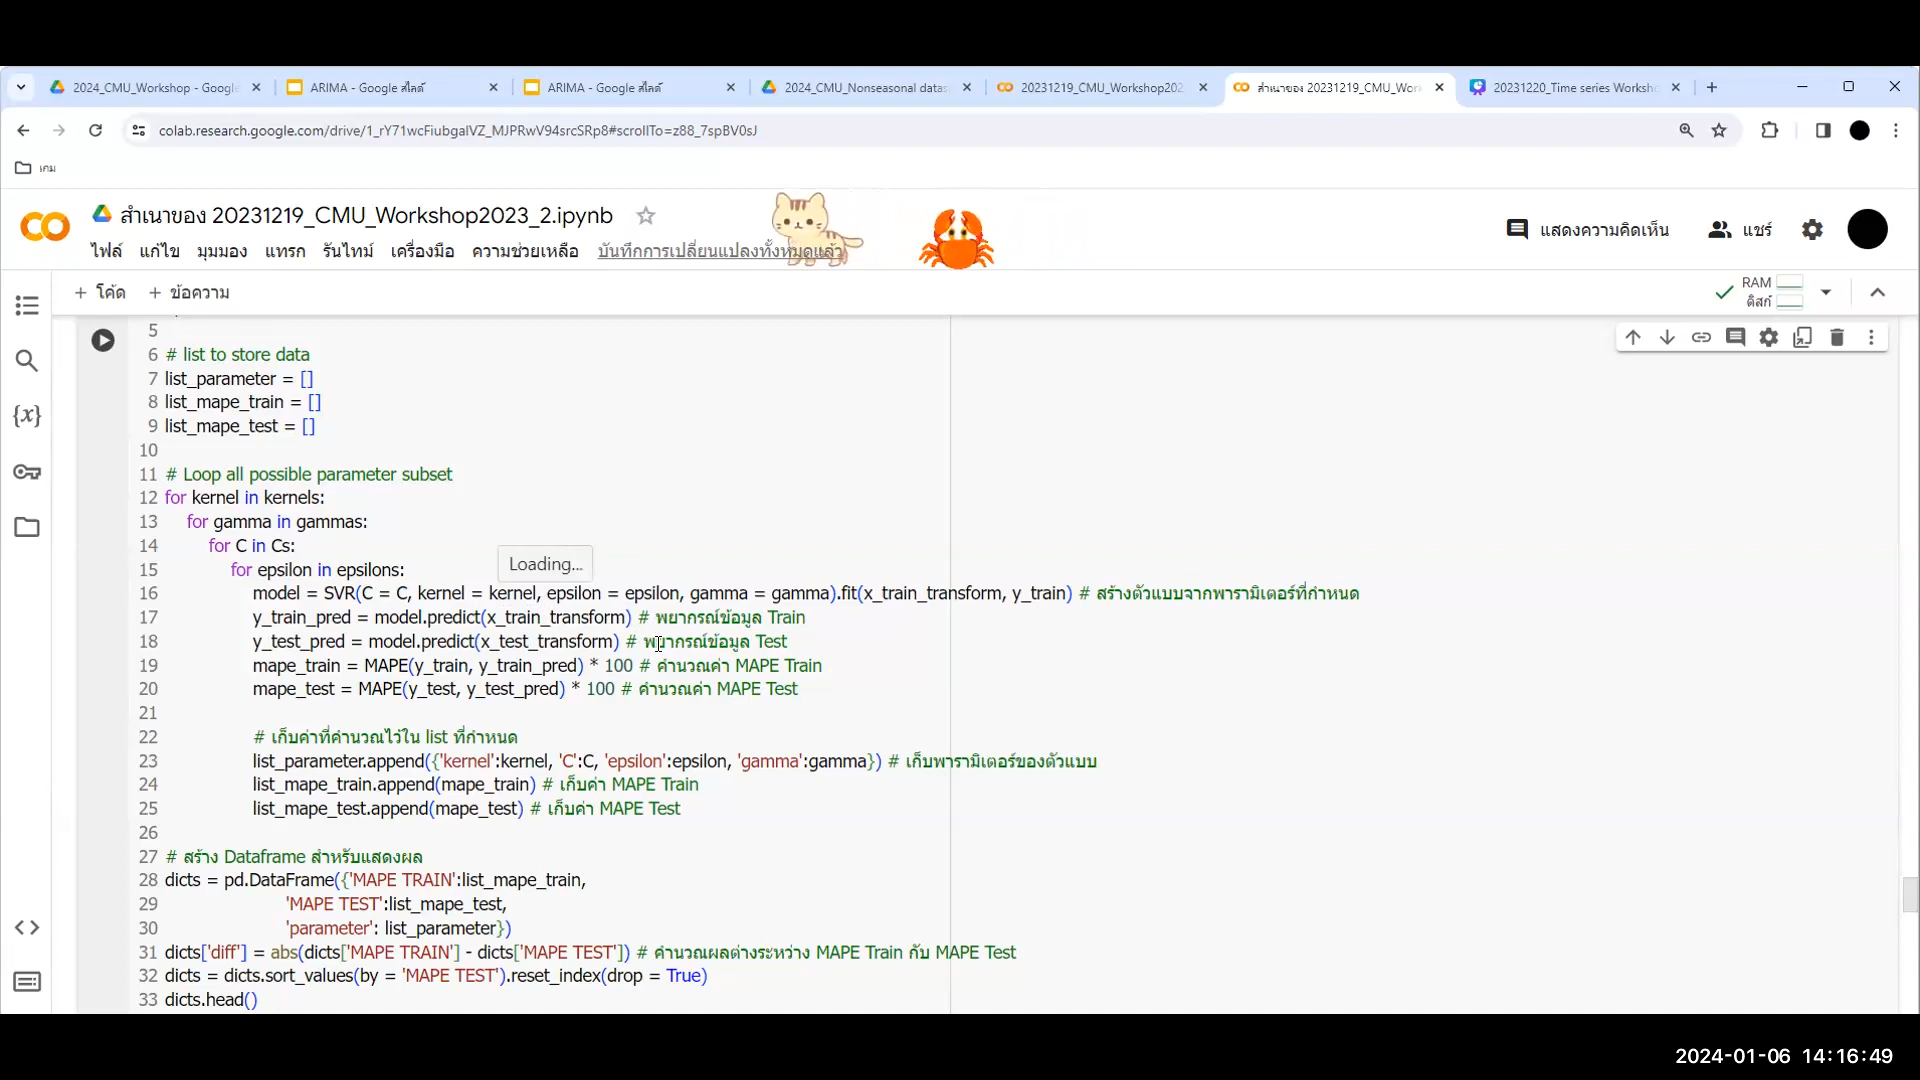 2024_CMU_Workshop - Google
ARIMA - Google สไลด์
ARIMA - Google สไลด์
2024_CMU_Nonseasonal datas
20231219_CMU_Workshop202
สำเนาของ 20231219_CMU_Wor
20231220_Time series Worksh
colab.research.google.com/drive/1_rY71wcFiubgaIVZ_MJPRwV94srcSRp8#scrollTo=z88_7spBV0sJ
เกม
สำเนาของ 20231219_CMU_Workshop2023_2.ipynb
ไฟล์ แก้ไข มุมมอง แทรก รันไทม์ เครื่องมือ ความช่วยเหลือ บันทึกการเปลี่ยนแปลงทั้งหมดแล้ว
แสดงความคิดเห็น
แชร์
+ โค้ด + ข้อความ
RAM
ดิสก์
5
6 # list to store data
7 list_parameter = []
8 list_mape_train = []
9 list_mape_test = []
10
11 # Loop all possible parameter subset
12 for kernel in kernels:
13 for gamma in gammas:
14 for C in Cs:
Loading...
15 for epsilon in epsilons:
16 model = SVR(C = C, kernel = kernel, epsilon = epsilon, gamma = gamma).fit(x_train_transform, y_train) # สร้างตัวแบบจากพารามิเตอร์ที่กำหนด
17 y_train_pred = model.predict(x_train_transform) # พยากรณ์ข้อมูล Train
18 y_test_pred = model.predict(x_test_transform) # พยากรณ์ข้อมูล Test
19 mape_train = MAPE(y_train, y_train_pred) * 100 # คำนวณค่า MAPE Train
20 mape_test = MAPE(y_test, y_test_pred) * 100 # คำนวณค่า MAPE Test
21
22 # เก็บค่าที่คำนวณไว้ใน list ที่กำหนด
23 list_parameter.append({'kernel':kernel, 'C':C, 'epsilon':epsilon, 'gamma':gamma}) # เก็บพารามิเตอร์ของตัวแบบ
24 list_mape_train.append(mape_train) # เก็บค่า MAPE Train
25 list_mape_test.append(mape_test) # เก็บค่า MAPE Test
26
27 # สร้าง Dataframe สำหรับแสดงผล
28 dicts = pd.DataFrame({'MAPE TRAIN':list_mape_train,
29 'MAPE TEST':list_mape_test,
30 'parameter': list_parameter})
31 dicts['diff'] = abs(dicts['MAPE TRAIN'] - dicts['MAPE TEST']) # คำนวณผลต่างระหว่าง MAPE Train กับ MAPE Test
32 dicts = dicts.sort_values(by = 'MAPE TEST').reset_index(drop = True)
33 dicts.head()
2024-01-06 14:16:49